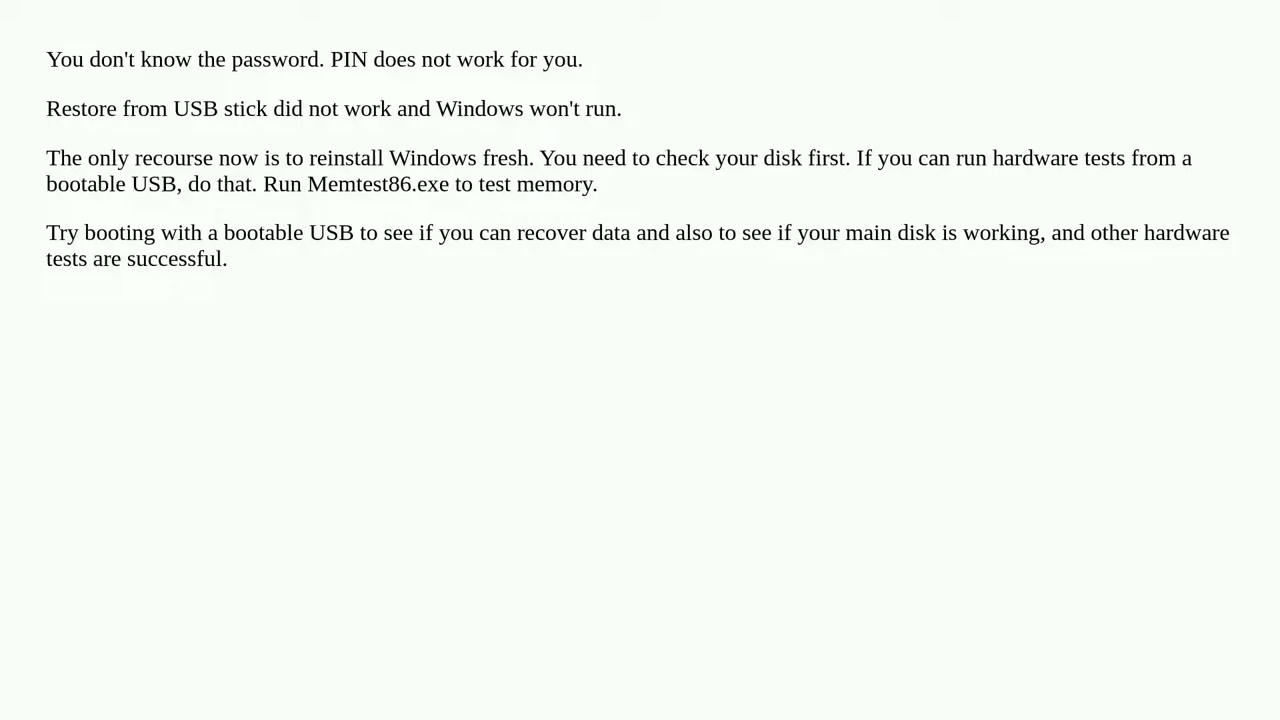 You don't know the password. PIN does not work for you.
Restore from USB stick did not work and Windows won't run.
The only recourse now is to reinstall Windows fresh. You need to check your disk first. If you can run hardware tests from a
bootable USB, do that. Run Memtest86.exe to test memory.
Try booting with a bootable USB to see if you can recover data and also to see if your main disk is working, and other hardware
tests are successful.